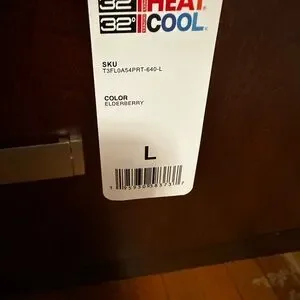 32° HEAT
32° COOL
SKU
T3FL0A54PRT-640-L
COLOR
ELDERBERRY
L